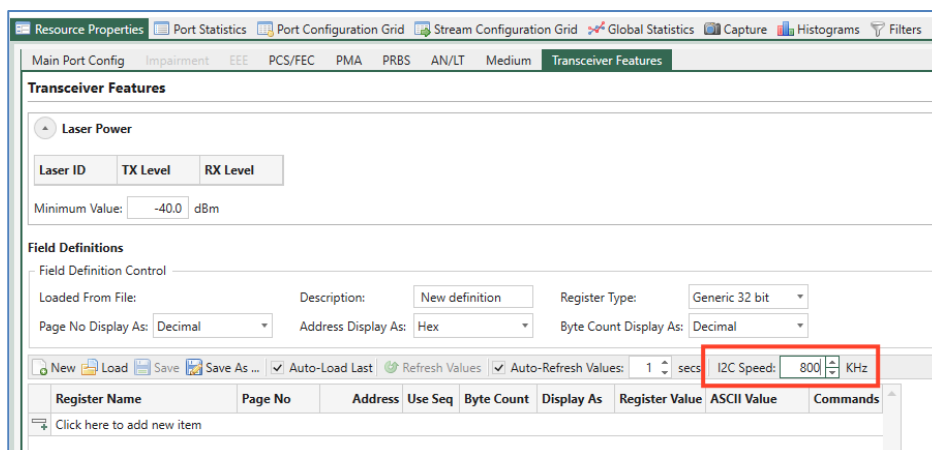 Resource Properties Port Statistics Port Configuration Grid Stream Configuration Grid Global Statistics Capture Histograms Filters
Main Port Config Impairment EEE PCS/FEC PMA PRBS AN/LT Medium Transceiver Features
Transceiver Features
Laser Power
Laser ID TX Level RX Level
Minimum Value: -40.0 dBm
Field Definitions
Field Definition Control
Loaded From File: Description: New definition Register Type: Generic 32 bit
Page No Display As: Decimal Address Display As: Hex Byte Count Display As: Decimal
New Load Save Save As ... Auto-Load Last Refresh Values Auto-Refresh Values: 1 secs I2C Speed: 800 KHz
Register Name Page No Address Use Seq Byte Count Display As Register Value ASCII Value Commands
Click here to add new item